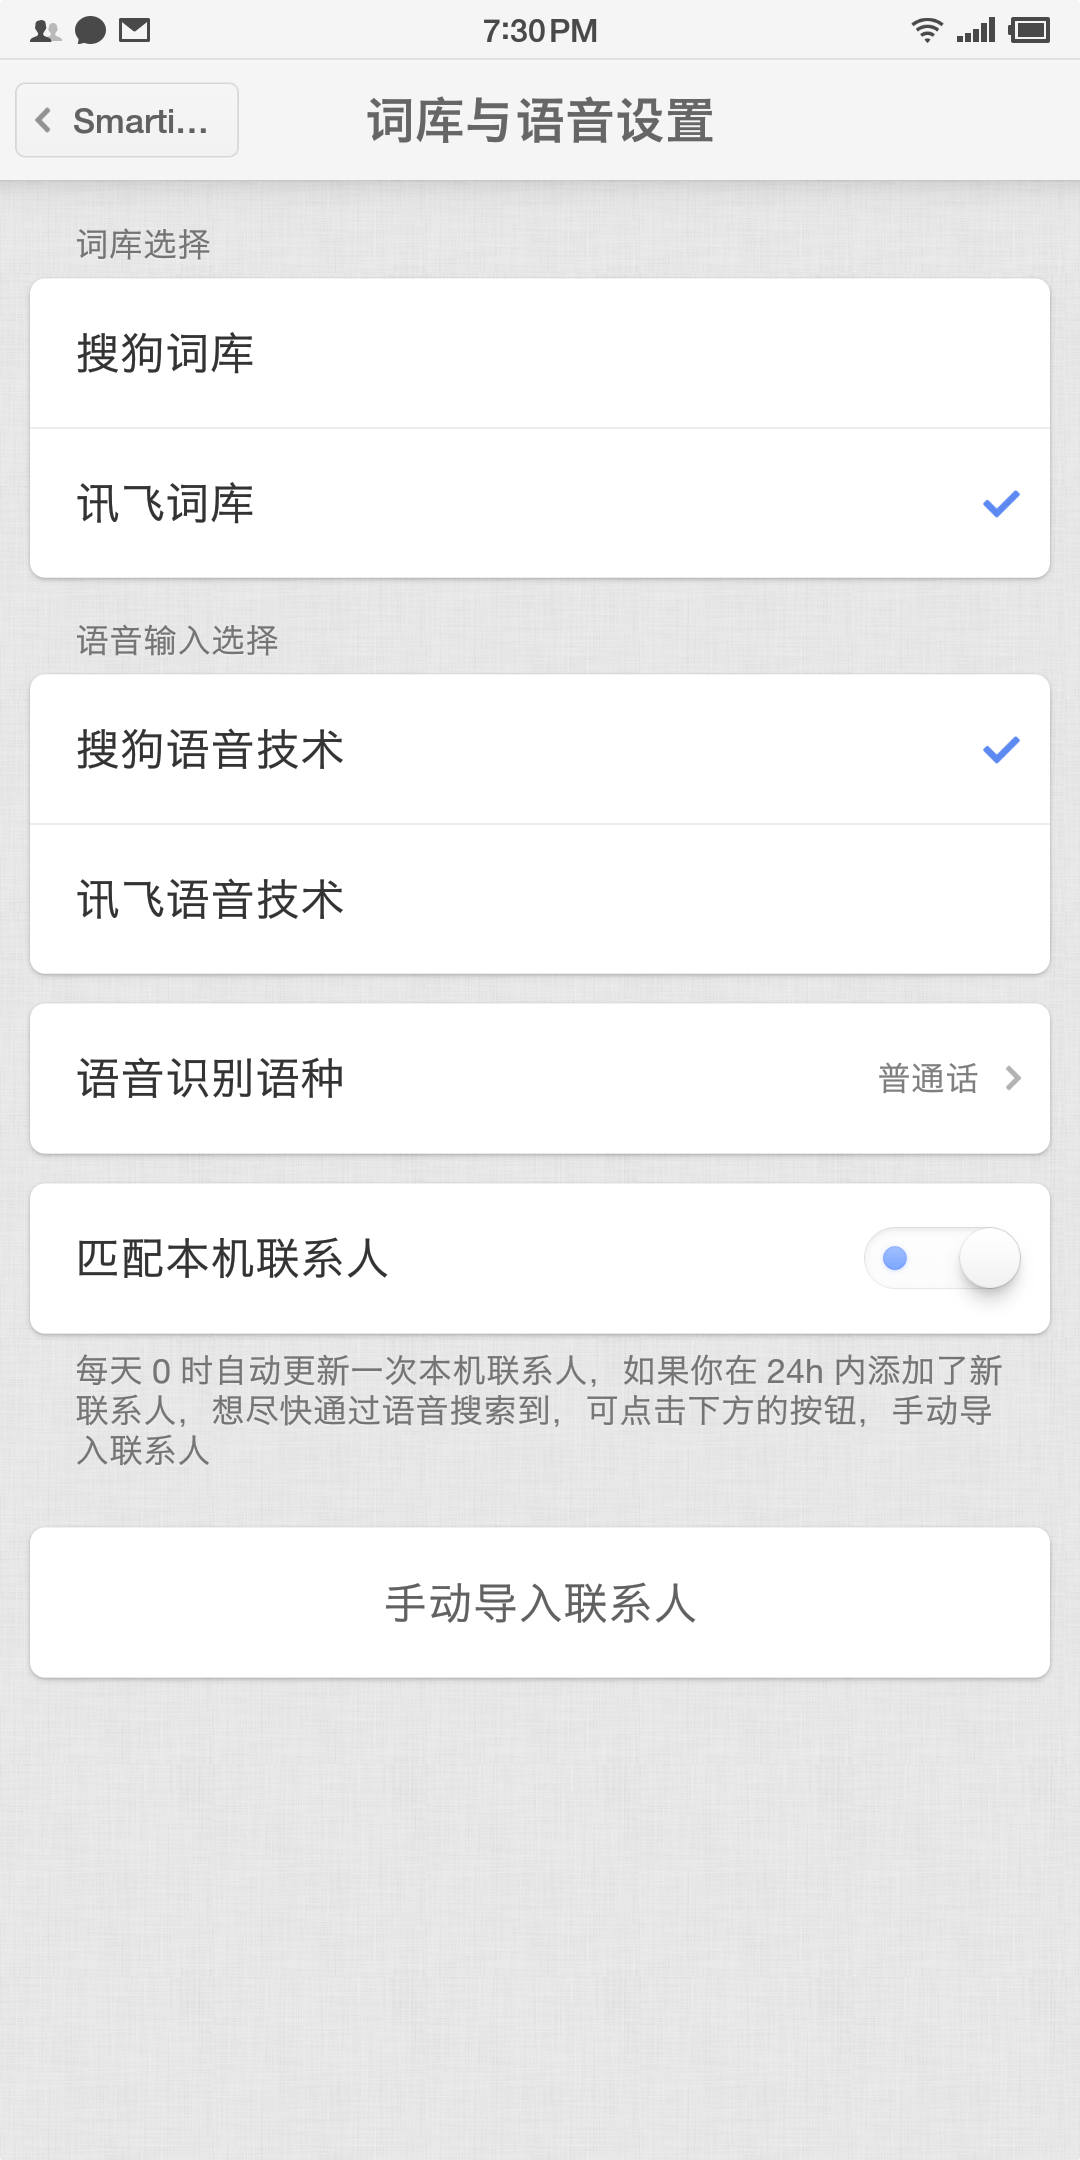 7:30 PM
Smarti...
词库与语音设置
词库选择
搜狗词库
讯飞词库
语音输入选择
搜狗语音技术
讯飞语音技术
语音识别语种
普通话
匹配本机联系人
每天 0 时自动更新一次本机联系人，如果你在 24h 内添加了新
联系人，想尽快通过语音搜索到，可点击下方的按钮，手动导
入联系人
手动导入联系人